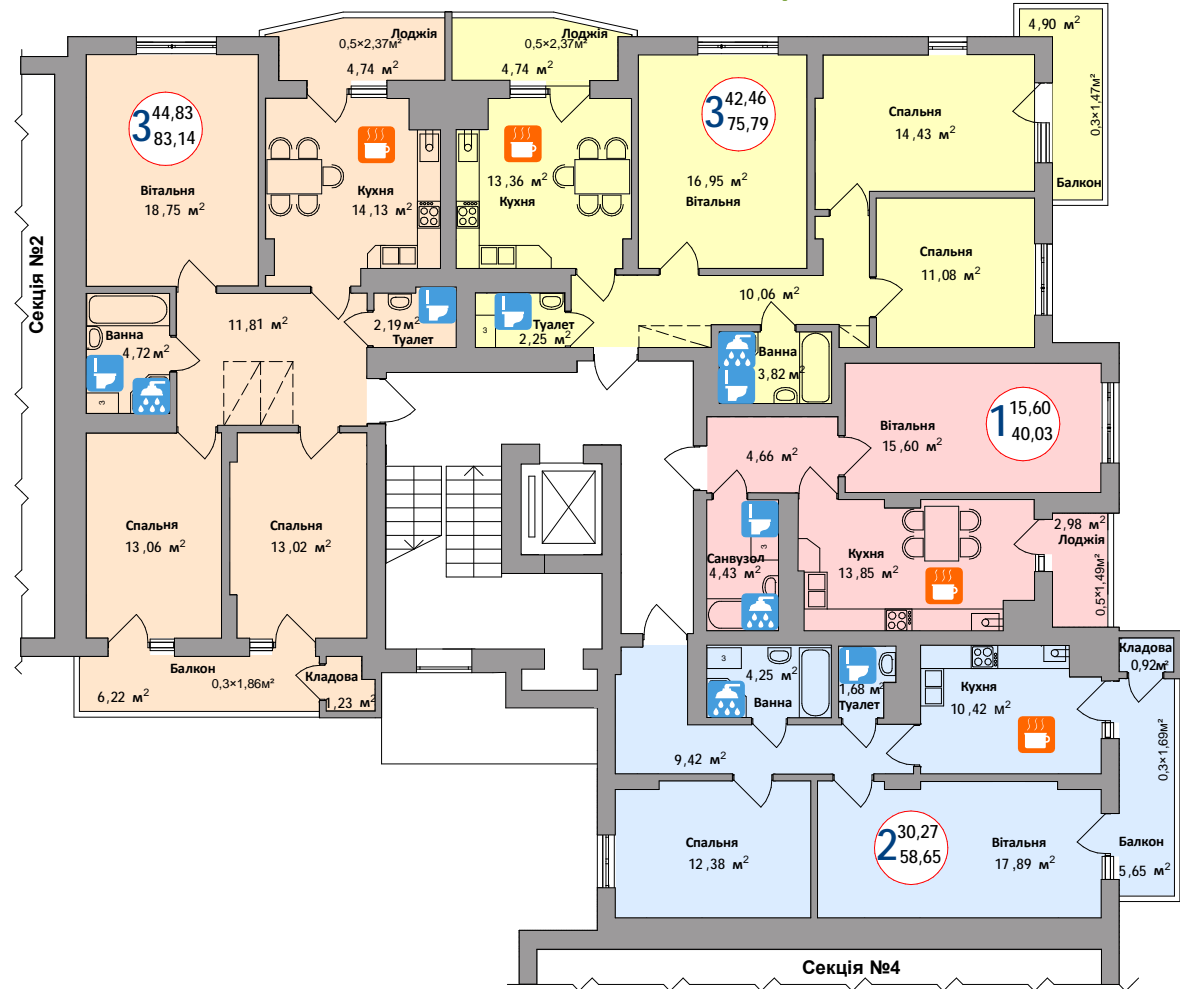 4,90 м²
0,3×1,47м²
Балкон
Лоджія
0,5×2,37м²
4,74 м²
Лоджія
0,5×2,37м²
4,74 м²
3
44,83
83,14
Вітальня
18,75 м²
Кухня
14,13 м²
13,36 м²
Кухня
3
42,46
75,79
16,95 м²
Вітальня
Спальня
14,43 м²
Спальня
11,08 м²
Секція №2
Ванна
4,72 м²
З
11,81 м²
2,19 м²
Туалет
З
Туалет
2,25 м²
10,06 м²
Ванна
3,82 м²
Вітальня
15,60 м²
1
15,60
40,03
4,66 м²
Спальня
13,06 м²
Спальня
13,02 м²
З
Санвузол
4,43 м²
Кухня
13,85 м²
2,98 м²
Лоджія
0,5×1,49м²
Балкон
0,3×1,86м²
6,22 м²
Кладова
1,23 м²
З
4,25 м²
Ванна
1,68 м²
Туалет
Кухня
10,42 м²
Кладова
0,92м²
0,3×1,69м²
9,42 м²
Спальня
12,38 м²
2
30,27
58,65
Вітальня
17,89 м²
Балкон
5,65 м²
Секція №4